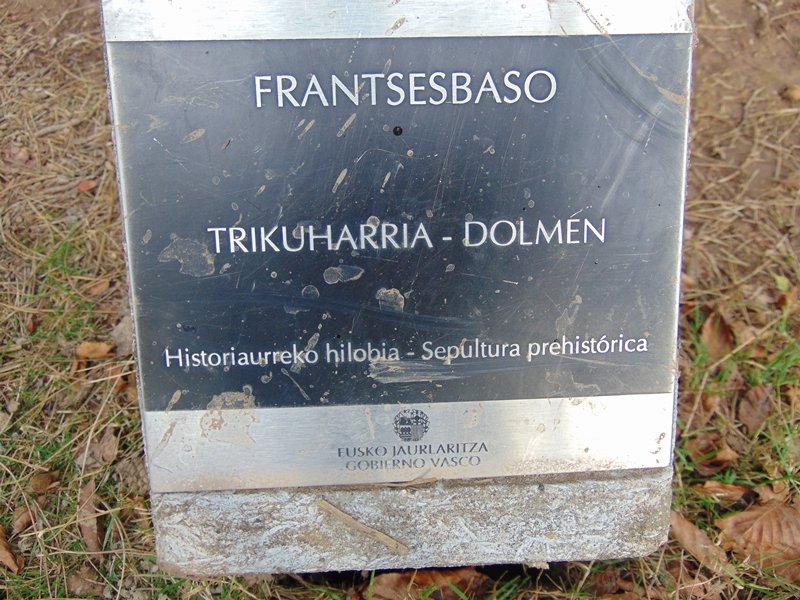 FRANTSESBASO
TRIKUHARRIA - DOLMEN
Historiaurreko hilobia - Sepultura prehistórica
EUSKO JAURLARITZA
GOBIERNO VASCO